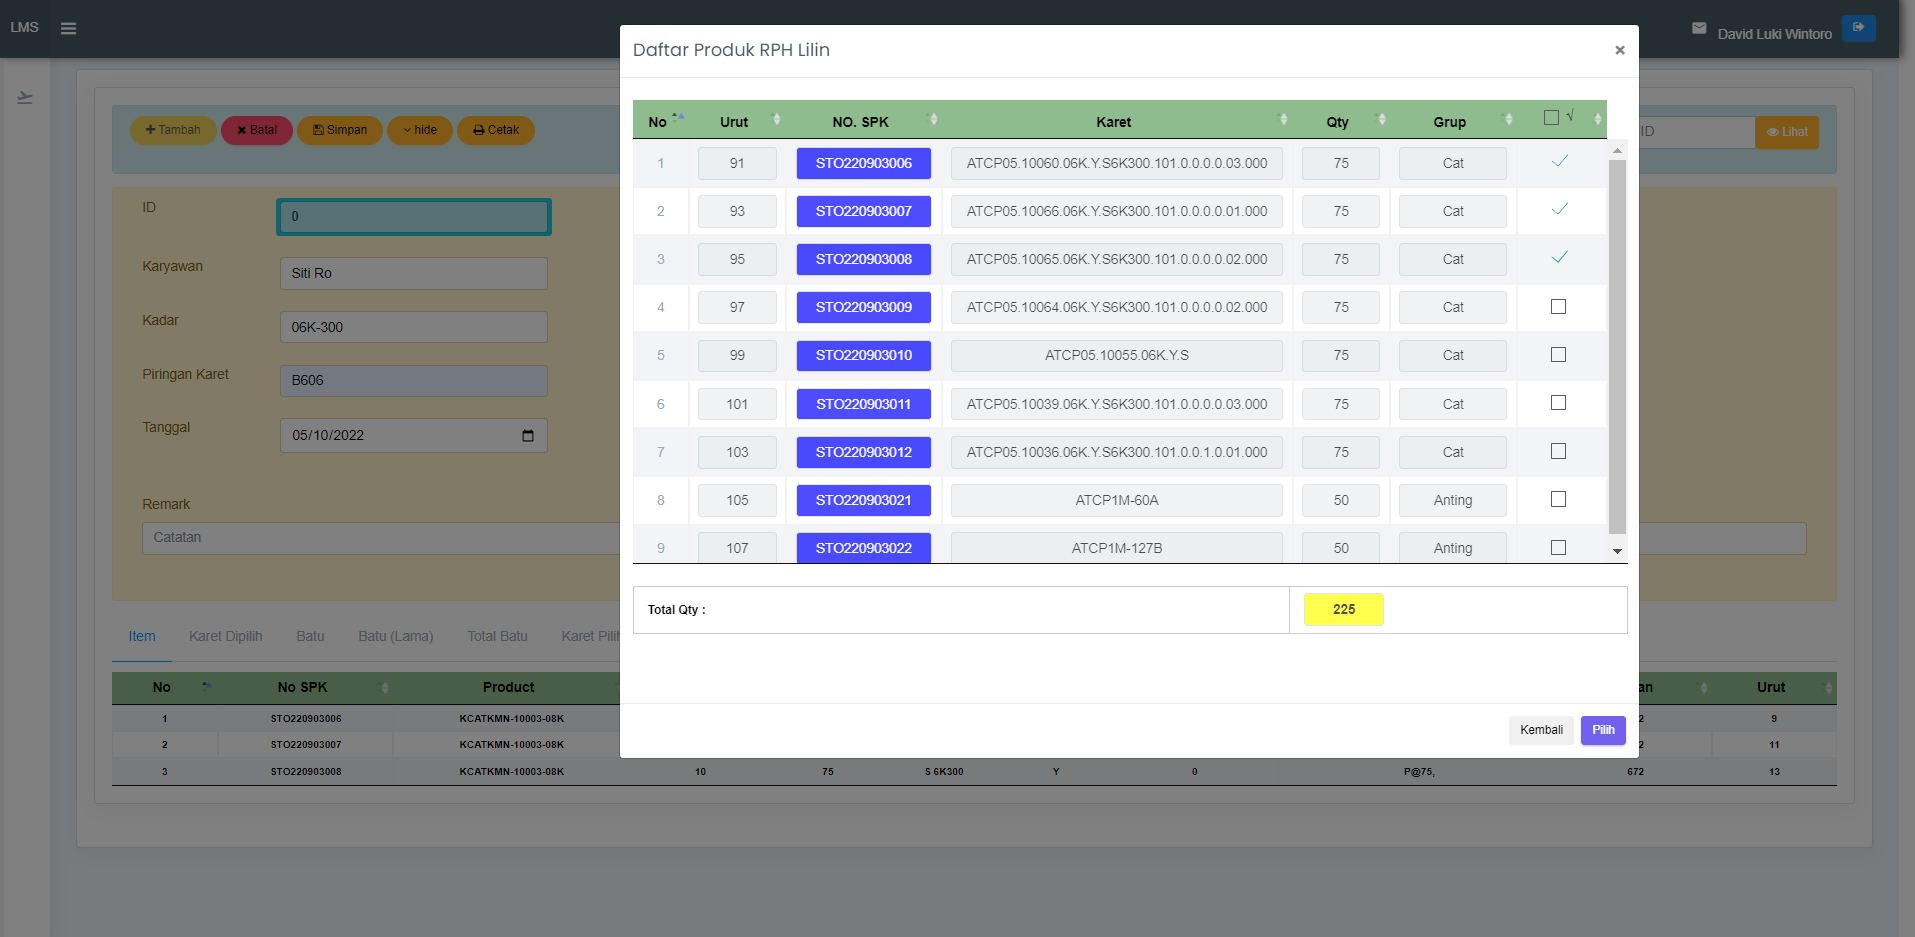 LMS
David Luki Wintoro
Daftar Produk RPH Lilin
×
Tambah Batal Simpan hide Cetak
ID Lihat
No Urut NO. SPK Karet Qty Grup √
1 91 STO220903006 ATCP05.10060.06K.Y.S6K300.101.0.0.0.0.03.000 75 Cat
2 93 STO220903007 ATCP05.10066.06K.Y.S6K300.101.0.0.0.0.01.000 75 Cat
3 95 STO220903008 ATCP05.10065.06K.Y.S6K300.101.0.0.0.0.02.000 75 Cat
4 97 STO220903009 ATCP05.10064.06K.Y.S6K300.101.0.0.0.0.02.000 75 Cat
5 99 STO220903010 ATCP05.10055.06K.Y.S 75 Cat
6 101 STO220903011 ATCP05.10039.06K.Y.S6K300.101.0.0.0.0.03.000 75 Cat
7 103 STO220903012 ATCP05.10036.06K.Y.S6K300.101.0.0.1.0.01.000 75 Cat
8 105 STO220903021 ATCP1M-60A 50 Anting
9 107 STO220903022 ATCP1M-127B 50 Anting
Total Qty : 225
Kembali Pilih
ID 0
Karyawan Siti Ro
Kadar 06K-300
Piringan Karet B606
Tanggal 05/10/2022
Remark
Catatan
Item Karet Dipilih Batu Batu (Lama) Total Batu Karet Pilih
No No SPK Product an Urut
1 STO220903006 KCATKMN-10003-08K 2 9
2 STO220903007 KCATKMN-10003-08K 2 11
3 STO220903008 KCATKMN-10003-08K 10 75 S 6K300 Y 0 P@75, 672 13